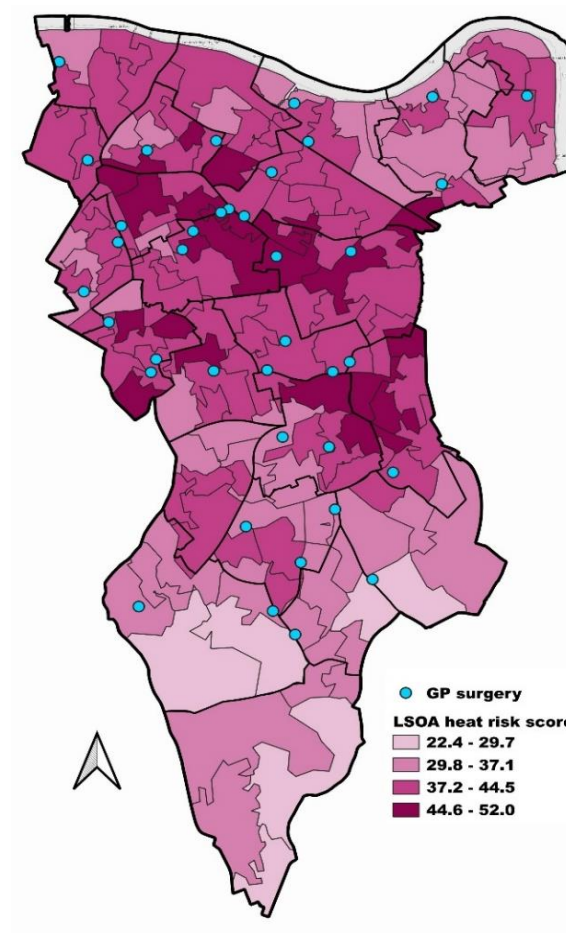 GP surgery
LSOA heat risk score
22.4 - 29.7
29.8 - 37.1
37.2 - 44.5
44.6 - 52.0